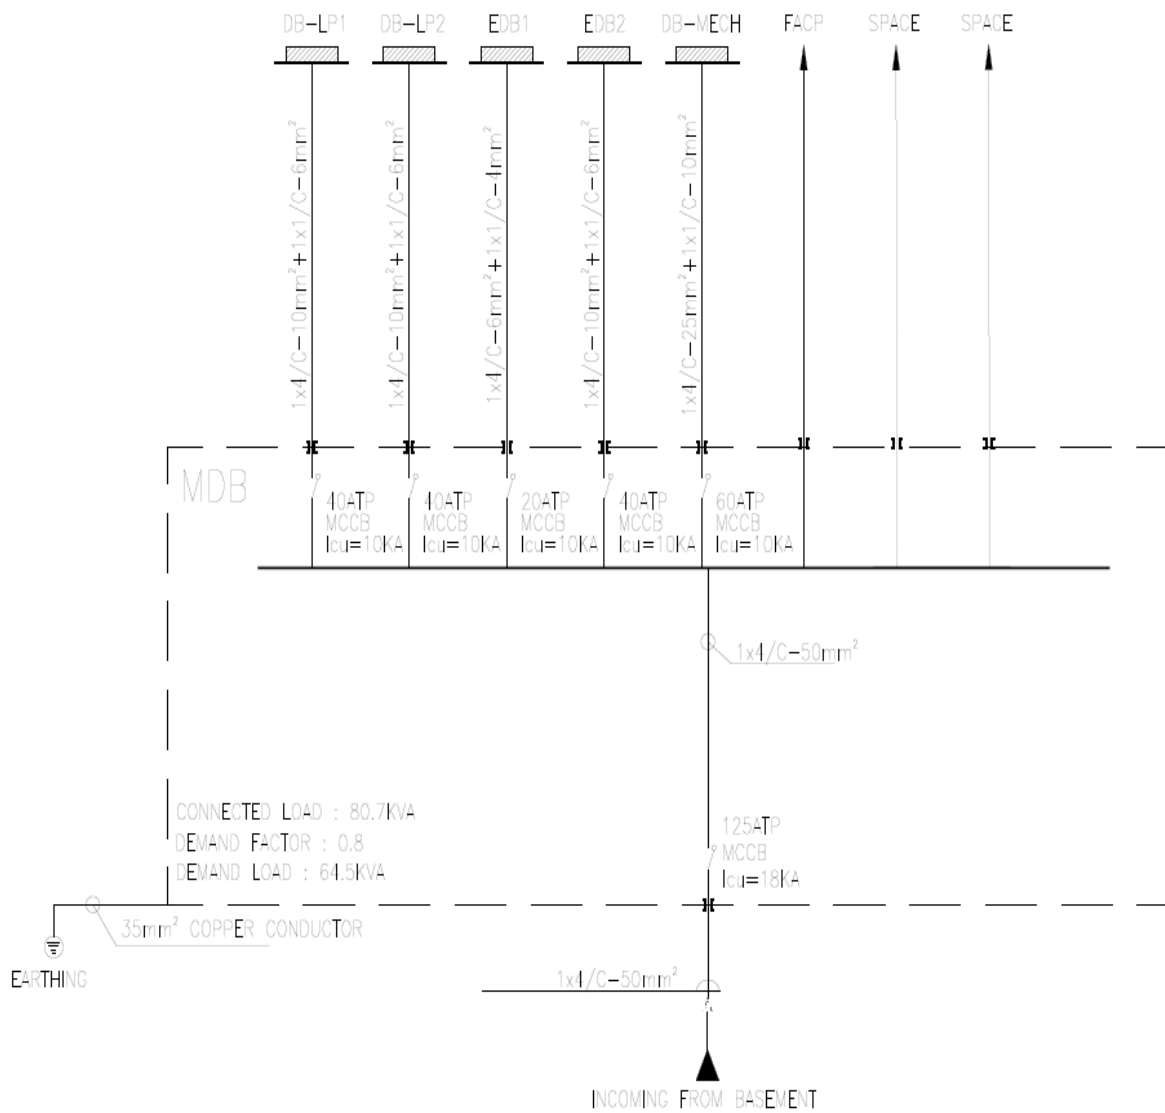 DB-LP1 DB-LP2 EDB1 EDB2 DB-MECH FACP SPACE SPACE
1x4/C-10mm²+1x1/C-6mm²
1x4/C-10mm²+1x1/C-6mm²
1x4/C-6mm²+1x1/C-4mm²
1x4/C-10mm²+1x1/C-6mm²
1x4/C-25mm²+1x1/C-10mm²
MDB
40ATP
MCCB
Icu=10KA
40ATP
MCCB
Icu=10KA
20ATP
MCCB
Icu=10KA
40ATP
MCCB
Icu=10KA
60ATP
MCCB
Icu=10KA
1x4/C-50mm²
CONNECTED LOAD : 80.7KVA
DEMAND FACTOR : 0.8
DEMAND LOAD : 64.5KVA
125ATP
MCCB
Icu=18KA
35mm² COPPER CONDUCTOR
EARTHING
1x4/C-50mm²
INCOMING FROM BASEMENT